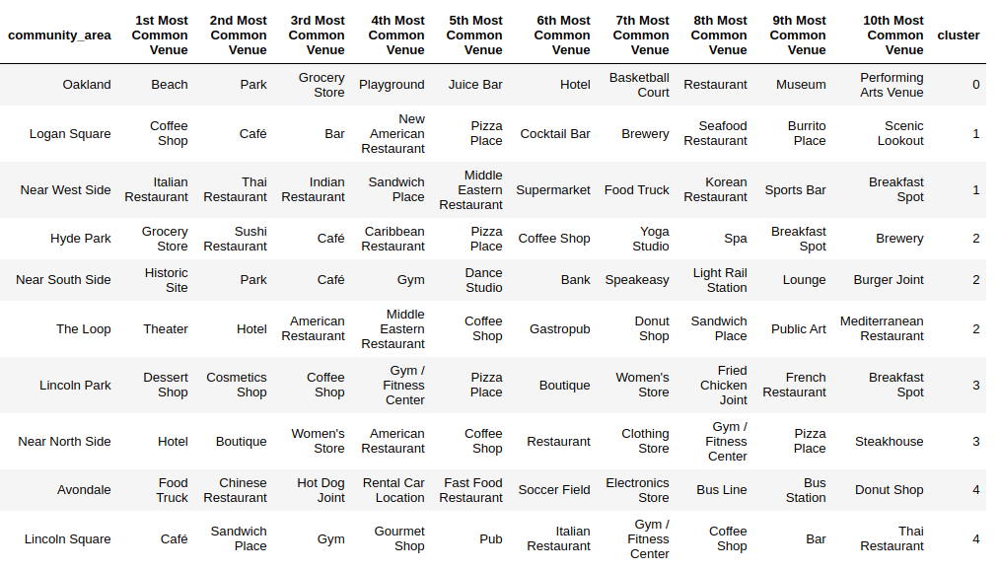 community_area 1st Most Common Venue 2nd Most Common Venue 3rd Most Common Venue 4th Most Common Venue 5th Most Common Venue 6th Most Common Venue 7th Most Common Venue 8th Most Common Venue 9th Most Common Venue 10th Most Common Venue cluster
Oakland Beach Park Grocery Store Playground Juice Bar Hotel Basketball Court Restaurant Museum Performing Arts Venue 0
Logan Square Coffee Shop Café Bar New American Restaurant Pizza Place Cocktail Bar Brewery Seafood Restaurant Burrito Place Scenic Lookout 1
Near West Side Italian Restaurant Thai Restaurant Indian Restaurant Sandwich Place Middle Eastern Restaurant Supermarket Food Truck Korean Restaurant Sports Bar Breakfast Spot 1
Hyde Park Grocery Store Sushi Restaurant Café Caribbean Restaurant Pizza Place Coffee Shop Yoga Studio Spa Breakfast Spot Brewery 2
Near South Side Historic Site Park Café Gym Dance Studio Bank Speakeasy Light Rail Station Lounge Burger Joint 2
The Loop Theater Hotel American Restaurant Middle Eastern Restaurant Coffee Shop Gastropub Donut Shop Sandwich Place Public Art Mediterranean Restaurant 2
Lincoln Park Dessert Shop Cosmetics Shop Coffee Shop Gym / Fitness Center Pizza Place Boutique Women's Store Fried Chicken Joint French Restaurant Breakfast Spot 3
Near North Side Hotel Boutique Women's Store American Restaurant Coffee Shop Restaurant Clothing Store Gym / Fitness Center Pizza Place Steakhouse 3
Avondale Food Truck Chinese Restaurant Hot Dog Joint Rental Car Location Fast Food Restaurant Soccer Field Electronics Store Bus Line Bus Station Donut Shop 4
Lincoln Square Café Sandwich Place Gym Gourmet Shop Pub Italian Restaurant Gym / Fitness Center Coffee Shop Bar Thai Restaurant 4